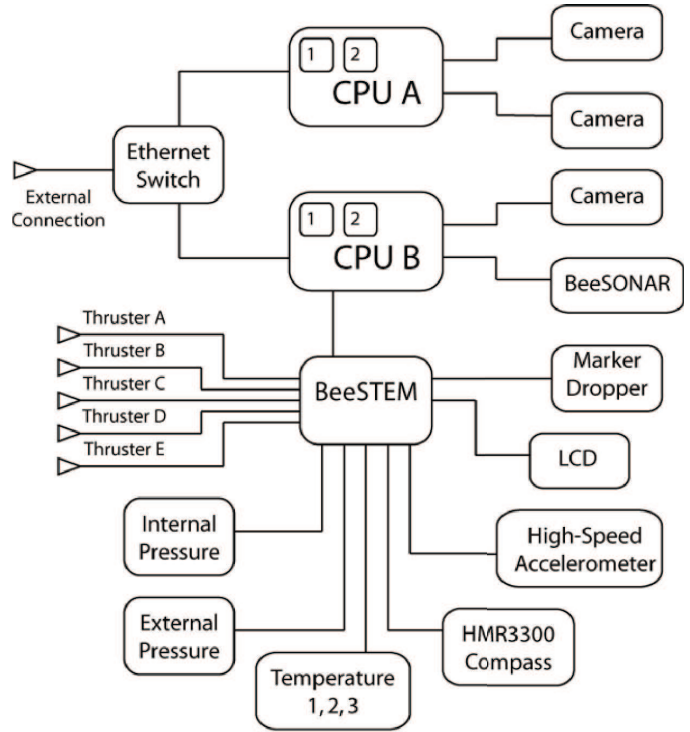 1
2
CPU A
Camera
Camera
Ethernet
Switch
External
Connection
1
2
CPU B
Camera
BeeSONAR
Thruster A
Thruster B
Thruster C
Thruster D
Thruster E
BeeSTEM
Marker
Dropper
LCD
Internal
Pressure
High-Speed
Accelerometer
External
Pressure
Temperature
1, 2, 3
HMR3300
Compass